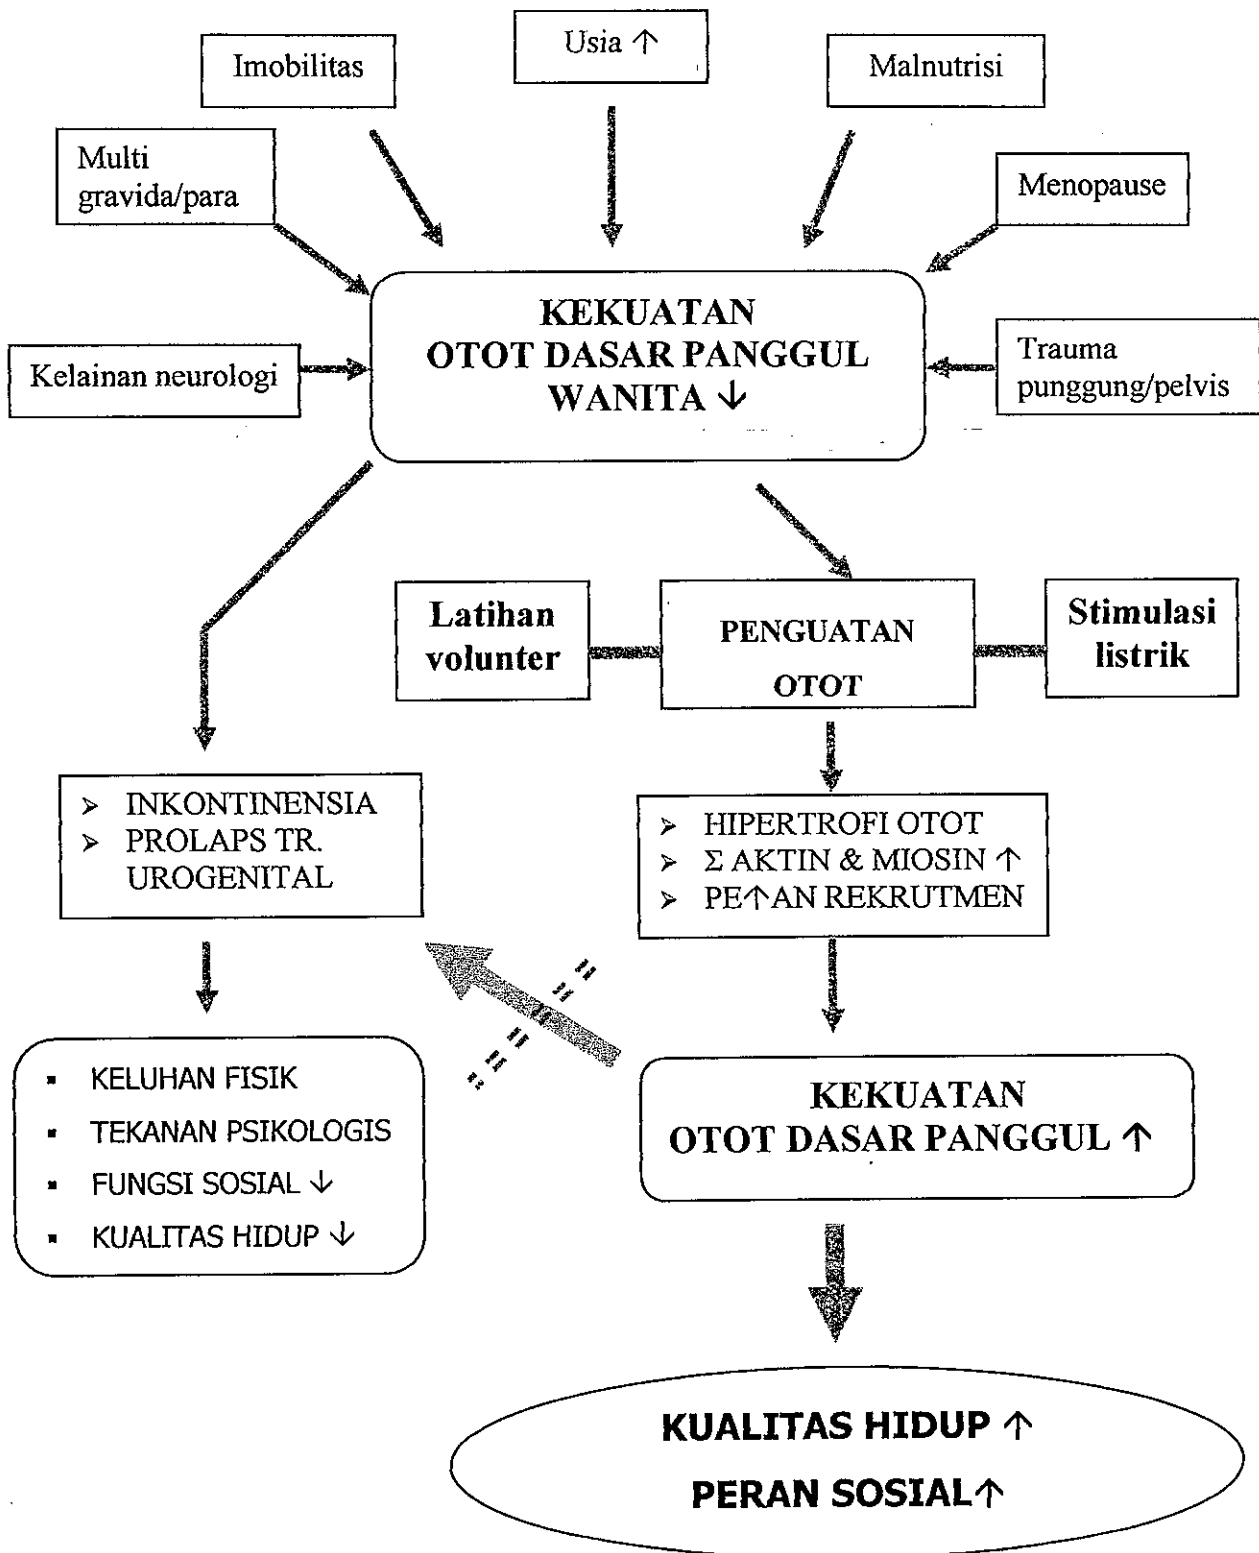 Usia ↑
Imobilitas
Malnutrisi
Multi
gravida/para
Menopause
KEKUATAN
OTOT DASAR PANGGUL
WANITA ↓
Kelainan neurologi
Trauma
punggung/pelvis
Latihan
volunter
PENGUATAN
OTOT
Stimulasi
listrik
➢ INKONTINENSIA
➢ PROLAPS TR.
UROGENITAL
➢ HIPERTROFI OTOT
➢ Σ AKTIN & MIOSIN ↑
➢ PE↑AN REKRUTMEN
▪ KELUHAN FISIK
▪ TEKANAN PSIKOLOGIS
▪ FUNGSI SOSIAL ↓
▪ KUALITAS HIDUP ↓
KEKUATAN
OTOT DASAR PANGGUL ↑
KUALITAS HIDUP ↑
PERAN SOSIAL↑